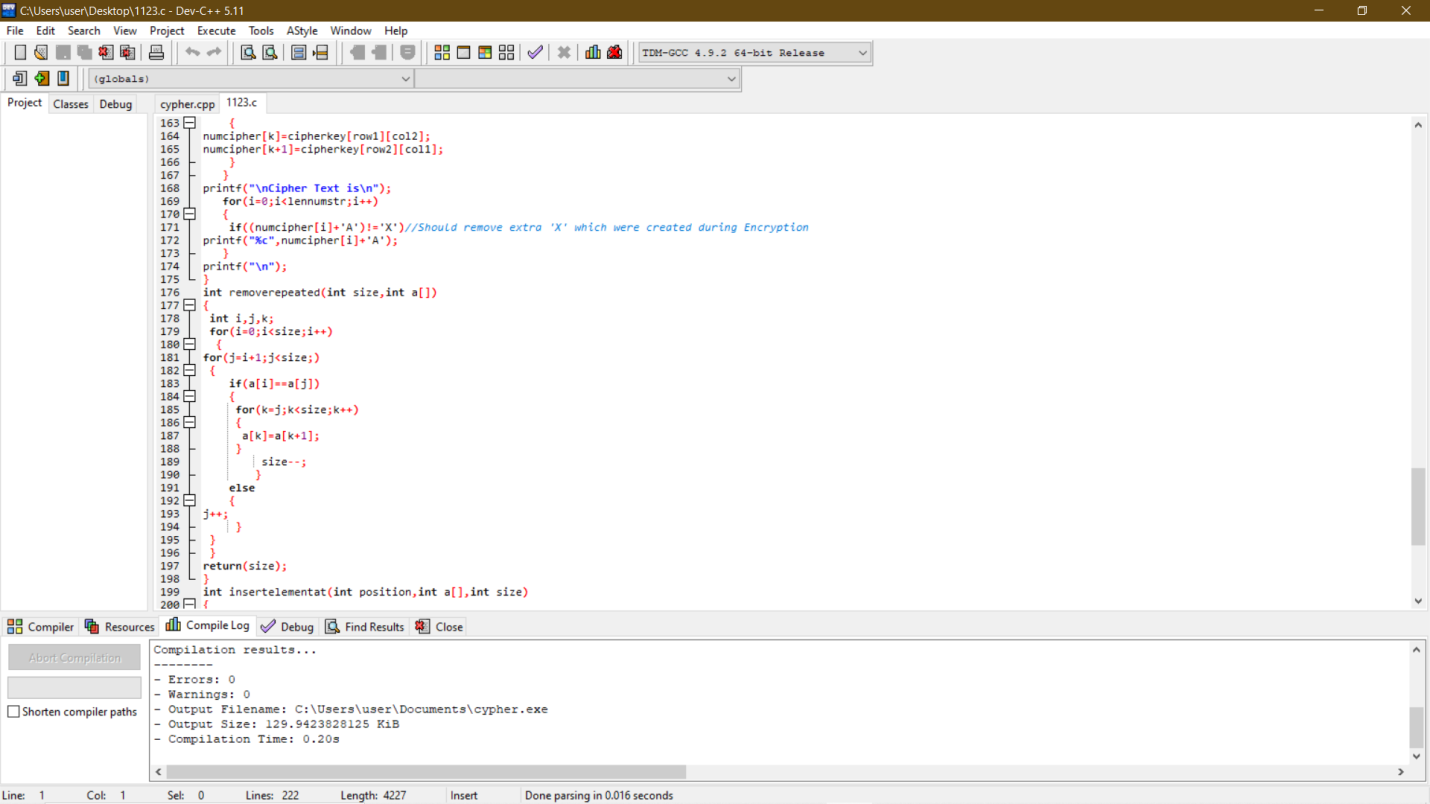 C:\Users\user\Desktop\1123.c - Dev-C++ 5.11
File Edit Search View Project Execute Tools AStyle Window Help
TDM-GCC 4.9.2 64-bit Release
(globals)
Project Classes Debug cypher.cpp 1123.c
163 {
164 numcipher[k]=cipherkey[row1][col2];
165 numcipher[k+1]=cipherkey[row2][col1];
166 }
167 }
168 printf("\nCipher Text is\n");
169 for(i=0;i<lennumstr;i++)
170 {
171 if((numcipher[i]+'A')!='X')//Should remove extra 'X' which were created during Encryption
172 printf("%c",numcipher[i]+'A');
173 }
174 printf("\n");
175 }
176 int removerepeated(int size,int a[])
177 {
178 int i,j,k;
179 for(i=0;i<size;i++)
180 {
181 for(j=i+1;j<size;)
182 {
183 if(a[i]==a[j])
184 {
185 for(k=j;k<size;k++)
186 {
187 a[k]=a[k+1];
188 }
189 size--;
190 }
191 else
192 {
193 j++;
194 }
195 }
196 }
197 return(size);
198 }
199 int insertelementat(int position,int a[],int size)
200 {
Compiler Resources Compile Log Debug Find Results Close
Abort Compilation
Shorten compiler paths
Compilation results...
--------
- Errors: 0
- Warnings: 0
- Output Filename: C:\Users\user\Documents\cypher.exe
- Output Size: 129.9423828125 KiB
- Compilation Time: 0.20s
Line: 1 Col: 1 Sel: 0 Lines: 222 Length: 4227 Insert Done parsing in 0.016 seconds